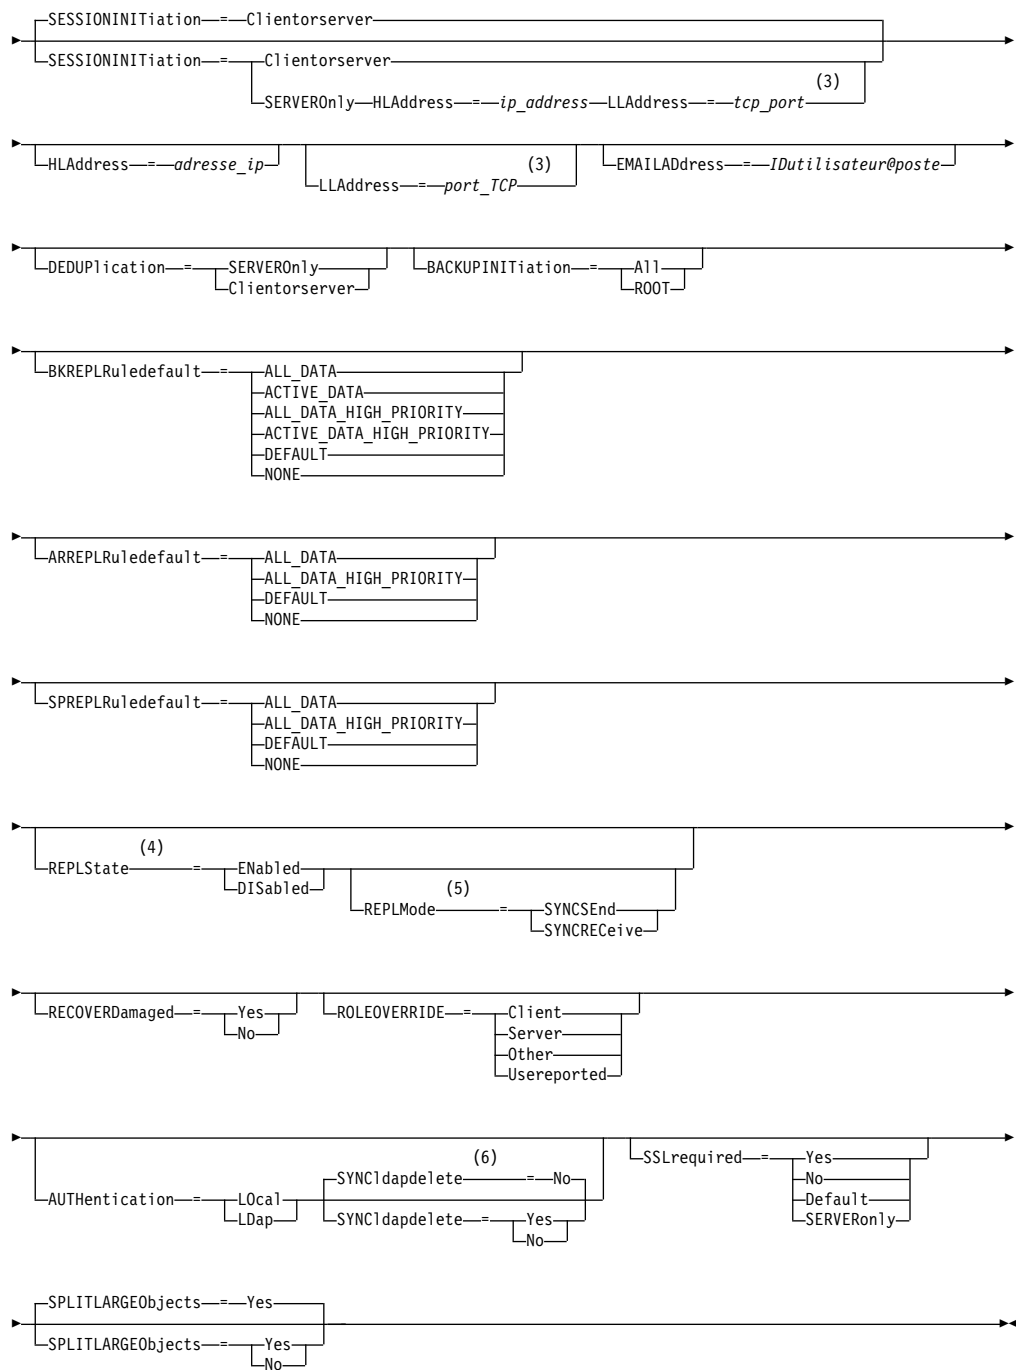 SESSIONINITiation = Clientorserver
SESSIONINITiation = Clientorserver
(3)
SERVEROnly HLAddress = ip_address LLAddress = tcp_port
HLAddress = adresse_ip
(3)
LLAddress = port_TCP
EMAILADdress = IDutilisateur@poste
DEDUPlication = SERVEROnly
Clientorserver
BACKUPINITiation = All
ROOT
BKREPLRuledefault = ALL_DATA
ACTIVE_DATA
ALL_DATA_HIGH_PRIORITY
ACTIVE_DATA_HIGH_PRIORITY
DEFAULT
NONE
ARREPLRuledefault = ALL_DATA
ALL_DATA_HIGH_PRIORITY
DEFAULT
NONE
SPREPLRuledefault = ALL_DATA
ALL_DATA_HIGH_PRIORITY
DEFAULT
NONE
(4)
REPLState = ENabled
DISabled
(5)
REPLMode = SYNCSEnd
SYNCRECeive
RECOVERDamaged = Yes
No
ROLEOVERRIDE = Client
Server
Other
Usereported
(6)
AUTHentication = LOcal
LDap
SYNCldapdelete = No
SYNCldapdelete = Yes
No
SSLrequired = Yes
No
Default
SERVERonly
SPLITLARGEObjects = Yes
SPLITLARGEObjects = Yes
No